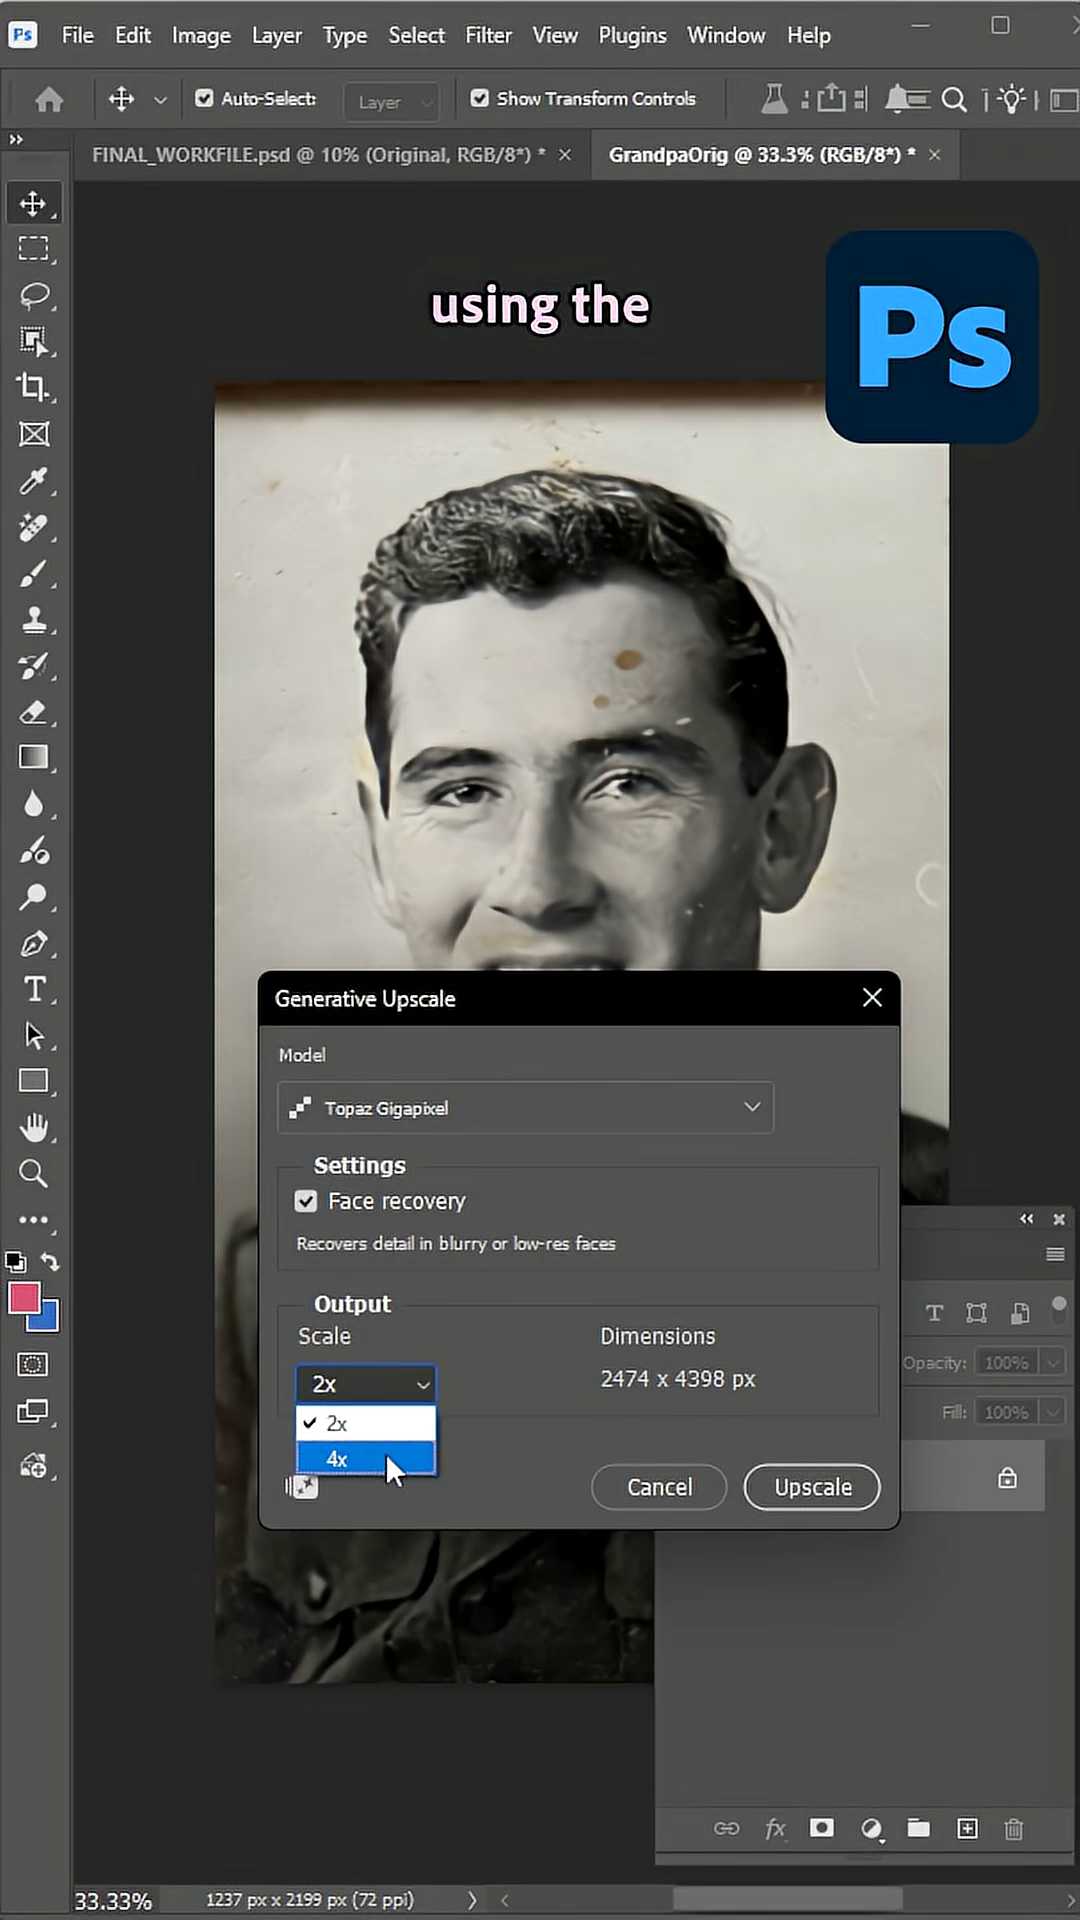 Ps File Edit Image Layer Type Select Filter View Plugins Window Help
Auto-Select: Layer Show Transform Controls
FINAL_WORKFILE.psd @ 10% (Original, RGB/8*) * GrandpaOrig @ 33.3% (RGB/8*) *
using the
Ps
Generative Upscale
Model
Topaz Gigapixel
Settings
Face recovery
Recovers detail in blurry or low-res faces
Output
Scale Dimensions
2x 2474 x 4398 px
2x
4x
Cancel Upscale
Opacity: 100%
Fill: 100%
fx
33.33% 1237 px x 2199 px (72 ppi)